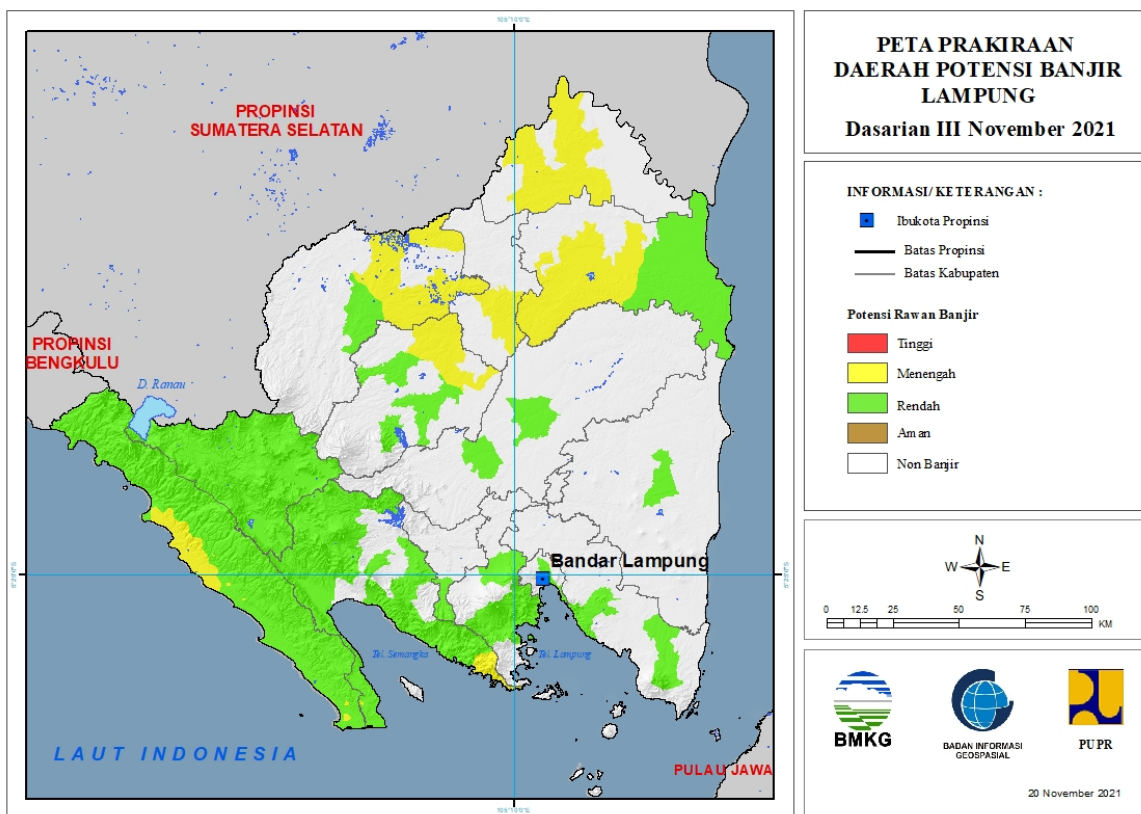 105°10'0"E
PROPINSI
SUMATERA SELATAN
PROPINSI
BENGKULU
D. Ranau
Bandar Lampung
Tel. Semangka
Tel. Lampung
LAUT INDONESIA
PULAU JAWA
PETA PRAKIRAAN
DAERAH POTENSI BANJIR
LAMPUNG
Dasarian III November 2021
INFORMASI/ KETERANGAN :
Ibukota Propinsi
Batas Propinsi
Batas Kabupaten
Potensi Rawan Banjir
Tinggi
Menengah
Rendah
Aman
Non Banjir
N
W E
S
0 12.5 25 50 75 100
KM
BMKG
BADAN INFORMASI
GEOSPASIAL
PUPR
20 November 2021